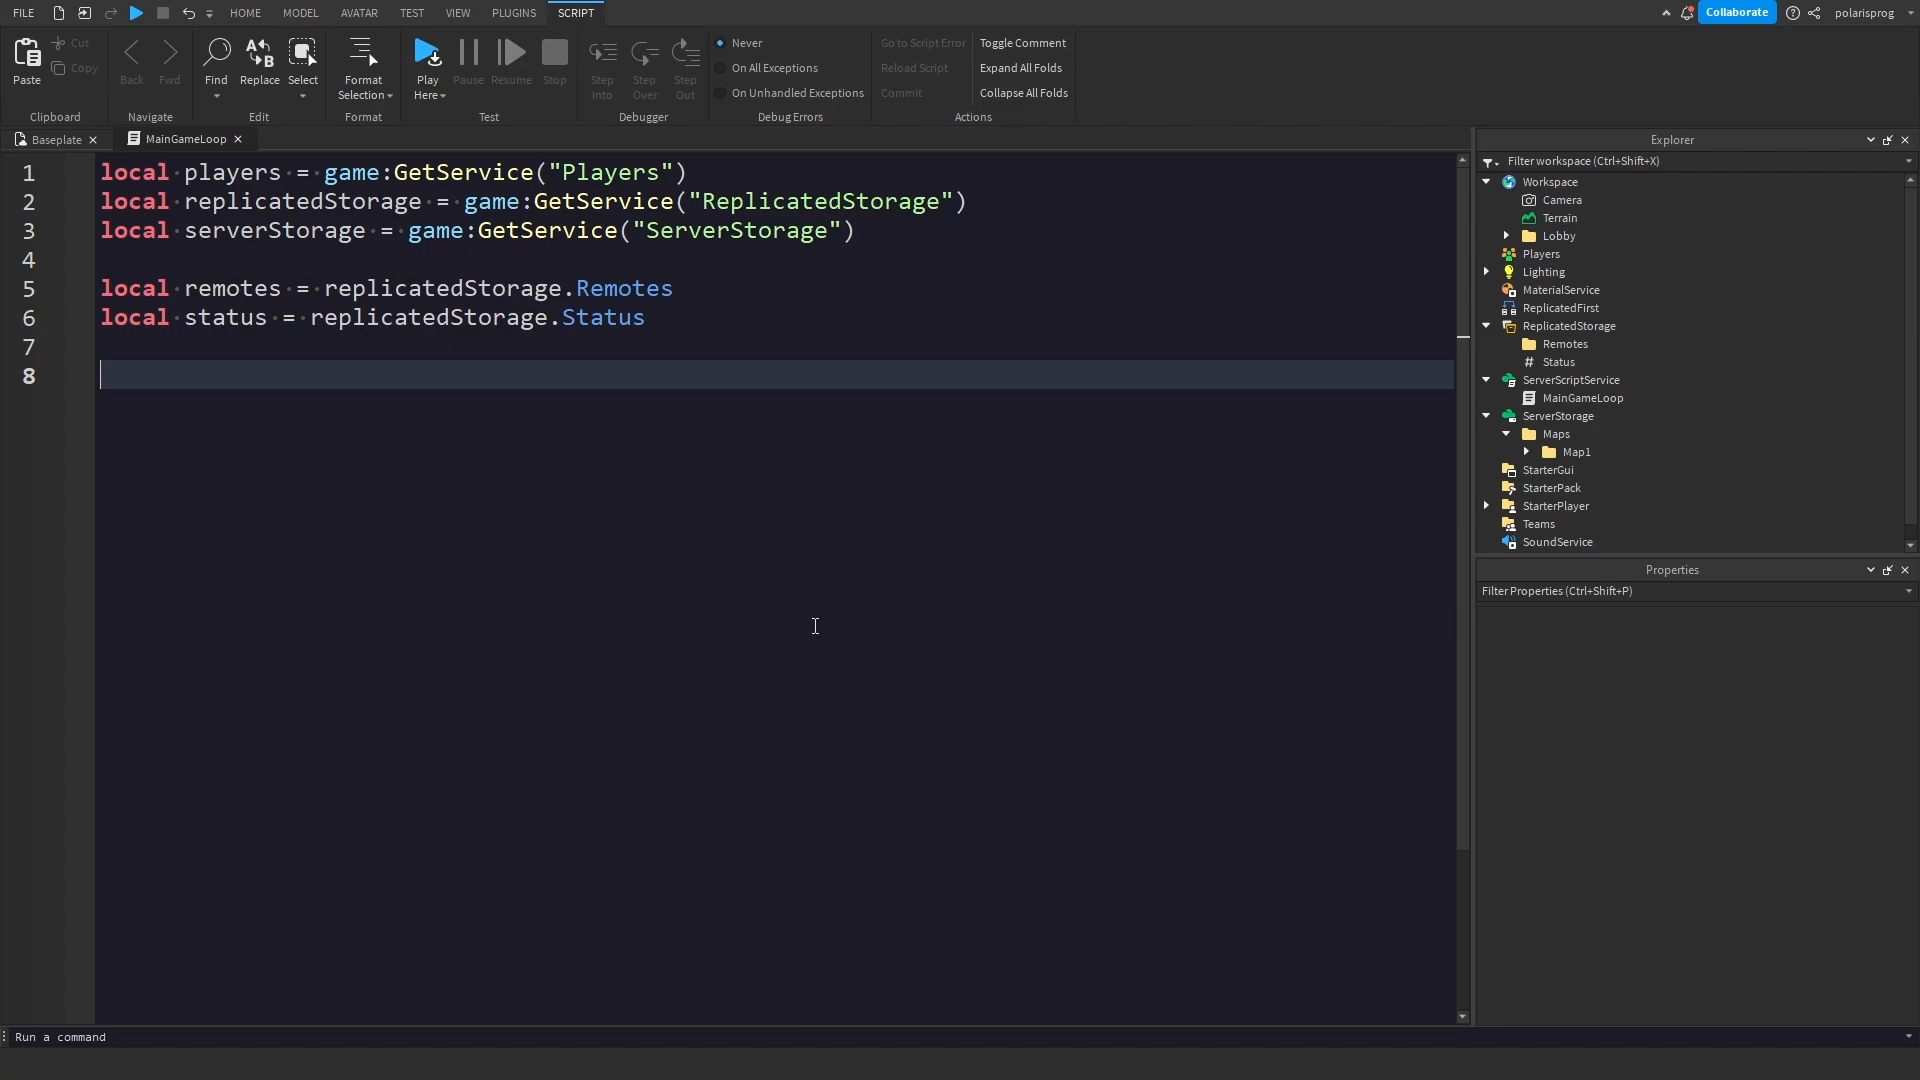 FILE HOME MODEL AVATAR TEST VIEW PLUGINS SCRIPT Collaborate polarisprog
Paste Cut Copy
Clipboard
Back Fwd
Navigate
Find Replace Select
Edit
Format Selection
Format
Play Here Pause Resume Stop
Test
Step Into Step Over Step Out
Debugger
Never
On All Exceptions
On Unhandled Exceptions
Debug Errors
Go to Script Error
Reload Script
Commit
Toggle Comment
Expand All Folds
Collapse All Folds
Actions
Baseplate MainGameLoop
1 local players = game:GetService("Players")
2 local replicatedStorage = game:GetService("ReplicatedStorage")
3 local serverStorage = game:GetService("ServerStorage")
4
5 local remotes = replicatedStorage.Remotes
6 local status = replicatedStorage.Status
7
8
Explorer
Filter workspace (Ctrl+Shift+X)
Workspace
Camera
Terrain
Lobby
Players
Lighting
MaterialService
ReplicatedFirst
ReplicatedStorage
Remotes
# Status
ServerScriptService
MainGameLoop
ServerStorage
Maps
Map1
StarterGui
StarterPack
StarterPlayer
Teams
SoundService
Properties
Filter Properties (Ctrl+Shift+P)
Run a command